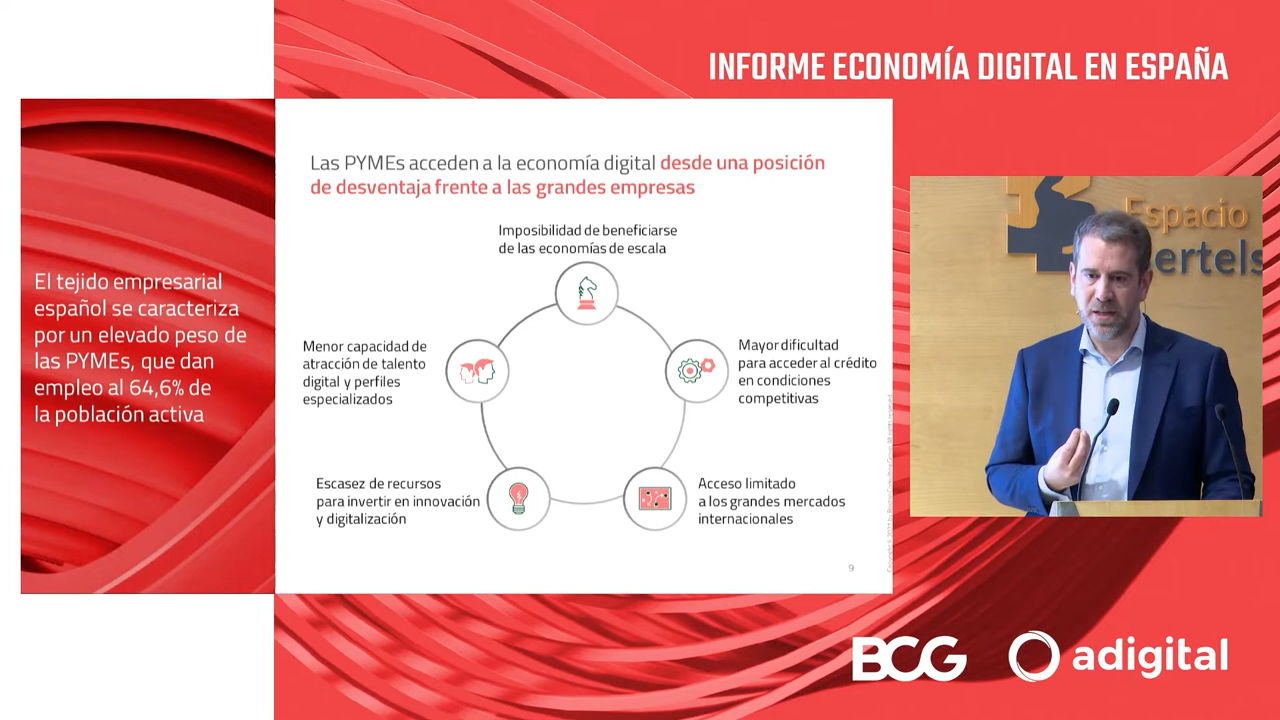 INFORME ECONOMÍA DIGITAL EN ESPAÑA
El tejido empresarial
español se caracteriza
por un elevado peso de
las PYMEs, que dan
empleo al 64,6% de
la población activa
Las PYMEs acceden a la economía digital desde una posición
de desventaja frente a las grandes empresas
Imposibilidad de beneficiarse
de las economías de escala
Menor capacidad de
atracción de talento
digital y perfiles
especializados
Mayor dificultad
para acceder al crédito
en condiciones
competitivas
Escasez de recursos
para invertir en innovación
y digitalización
Acceso limitado
a los grandes mercados
internacionales
9
Espacio
ertels
BCG
adigital